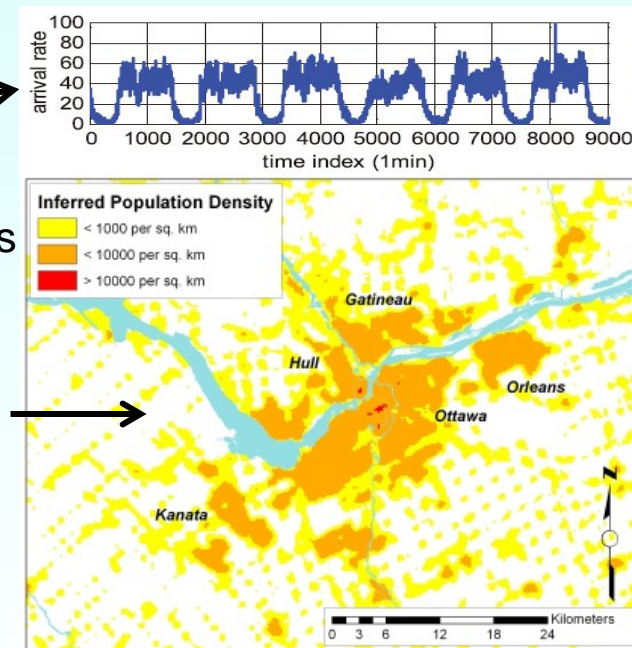 100
80
60
40
20
0
arrival rate
0 1000 2000 3000 4000 5000 6000 7000 8000 9000
time index (1min)
s
Inferred Population Density
< 1000 per sq. km
< 10000 per sq. km
> 10000 per sq. km
Gatineau
Hull
Orleans
Ottawa
Kanata
N
Kilometers
0 3 6 12 18 24